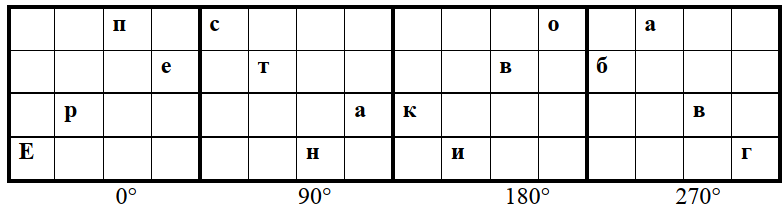 п с о а
е т в б
р а к в
Е н и г
0° 90° 180° 270°